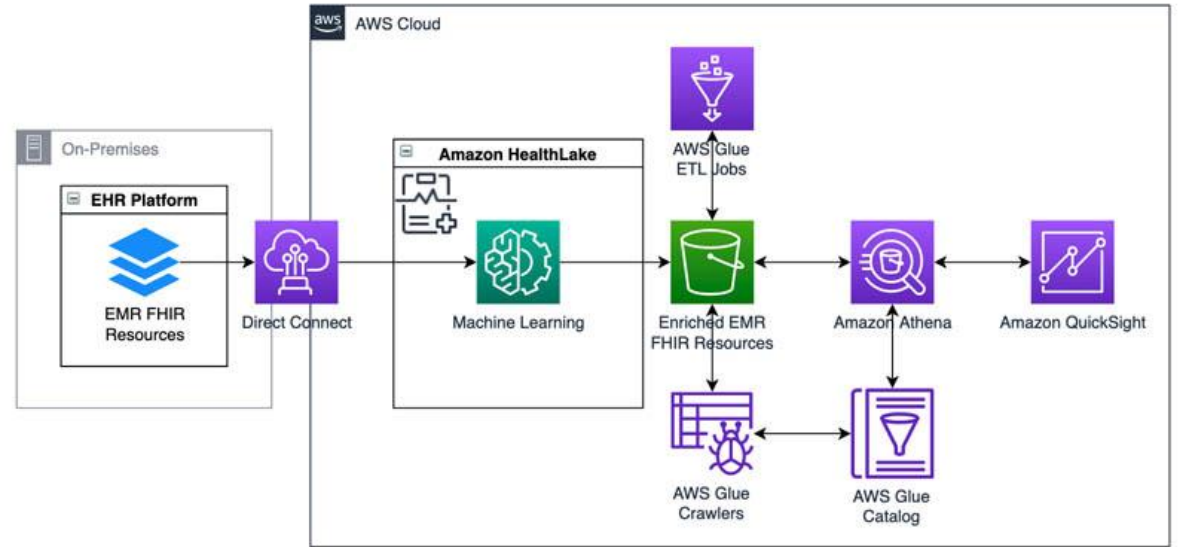 aws
AWS Cloud
On-Premises
EHR Platform
EMR FHIR
Resources
Direct Connect
Amazon HealthLake
Machine Learning
AWS Glue
ETL Jobs
Enriched EMR
FHIR Resources
Amazon Athena
Amazon QuickSight
AWS Glue
Crawlers
AWS Glue
Catalog